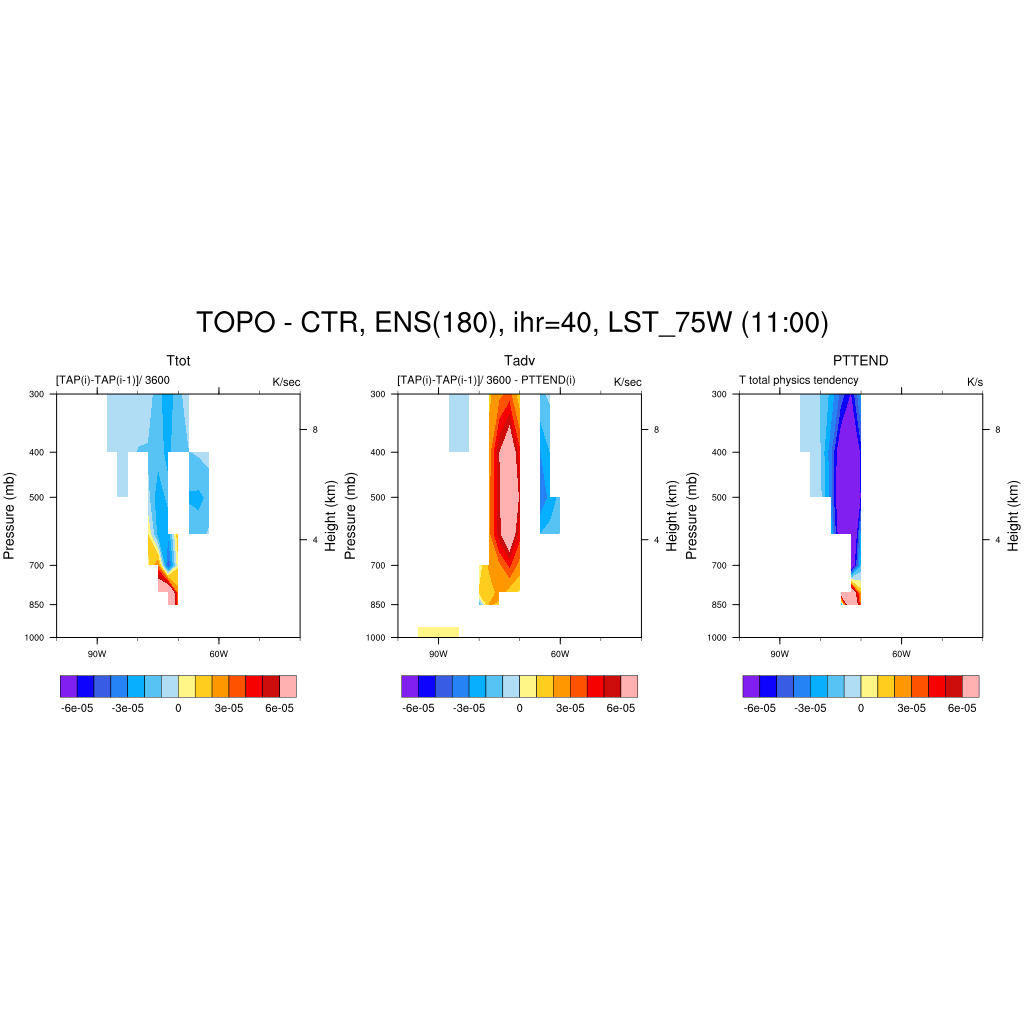 TOPO - CTR, ENS(180), ihr=40, LST_75W (11:00)
Ttot
[TAP(i)-TAP(i-1)]/ 3600
K/sec
300
400
500
700
850
1000
Pressure (mb)
8
4
Height (km)
90W
60W
-6e-05
-3e-05
0
3e-05
6e-05
Tadv
[TAP(i)-TAP(i-1)]/ 3600 - PTTEND(i)
K/sec
300
400
500
700
850
1000
Pressure (mb)
8
4
Height (km)
90W
60W
-6e-05
-3e-05
0
3e-05
6e-05
PTTEND
T total physics tendency
K/s
300
400
500
700
850
1000
Pressure (mb)
8
4
Height (km)
90W
60W
-6e-05
-3e-05
0
3e-05
6e-05